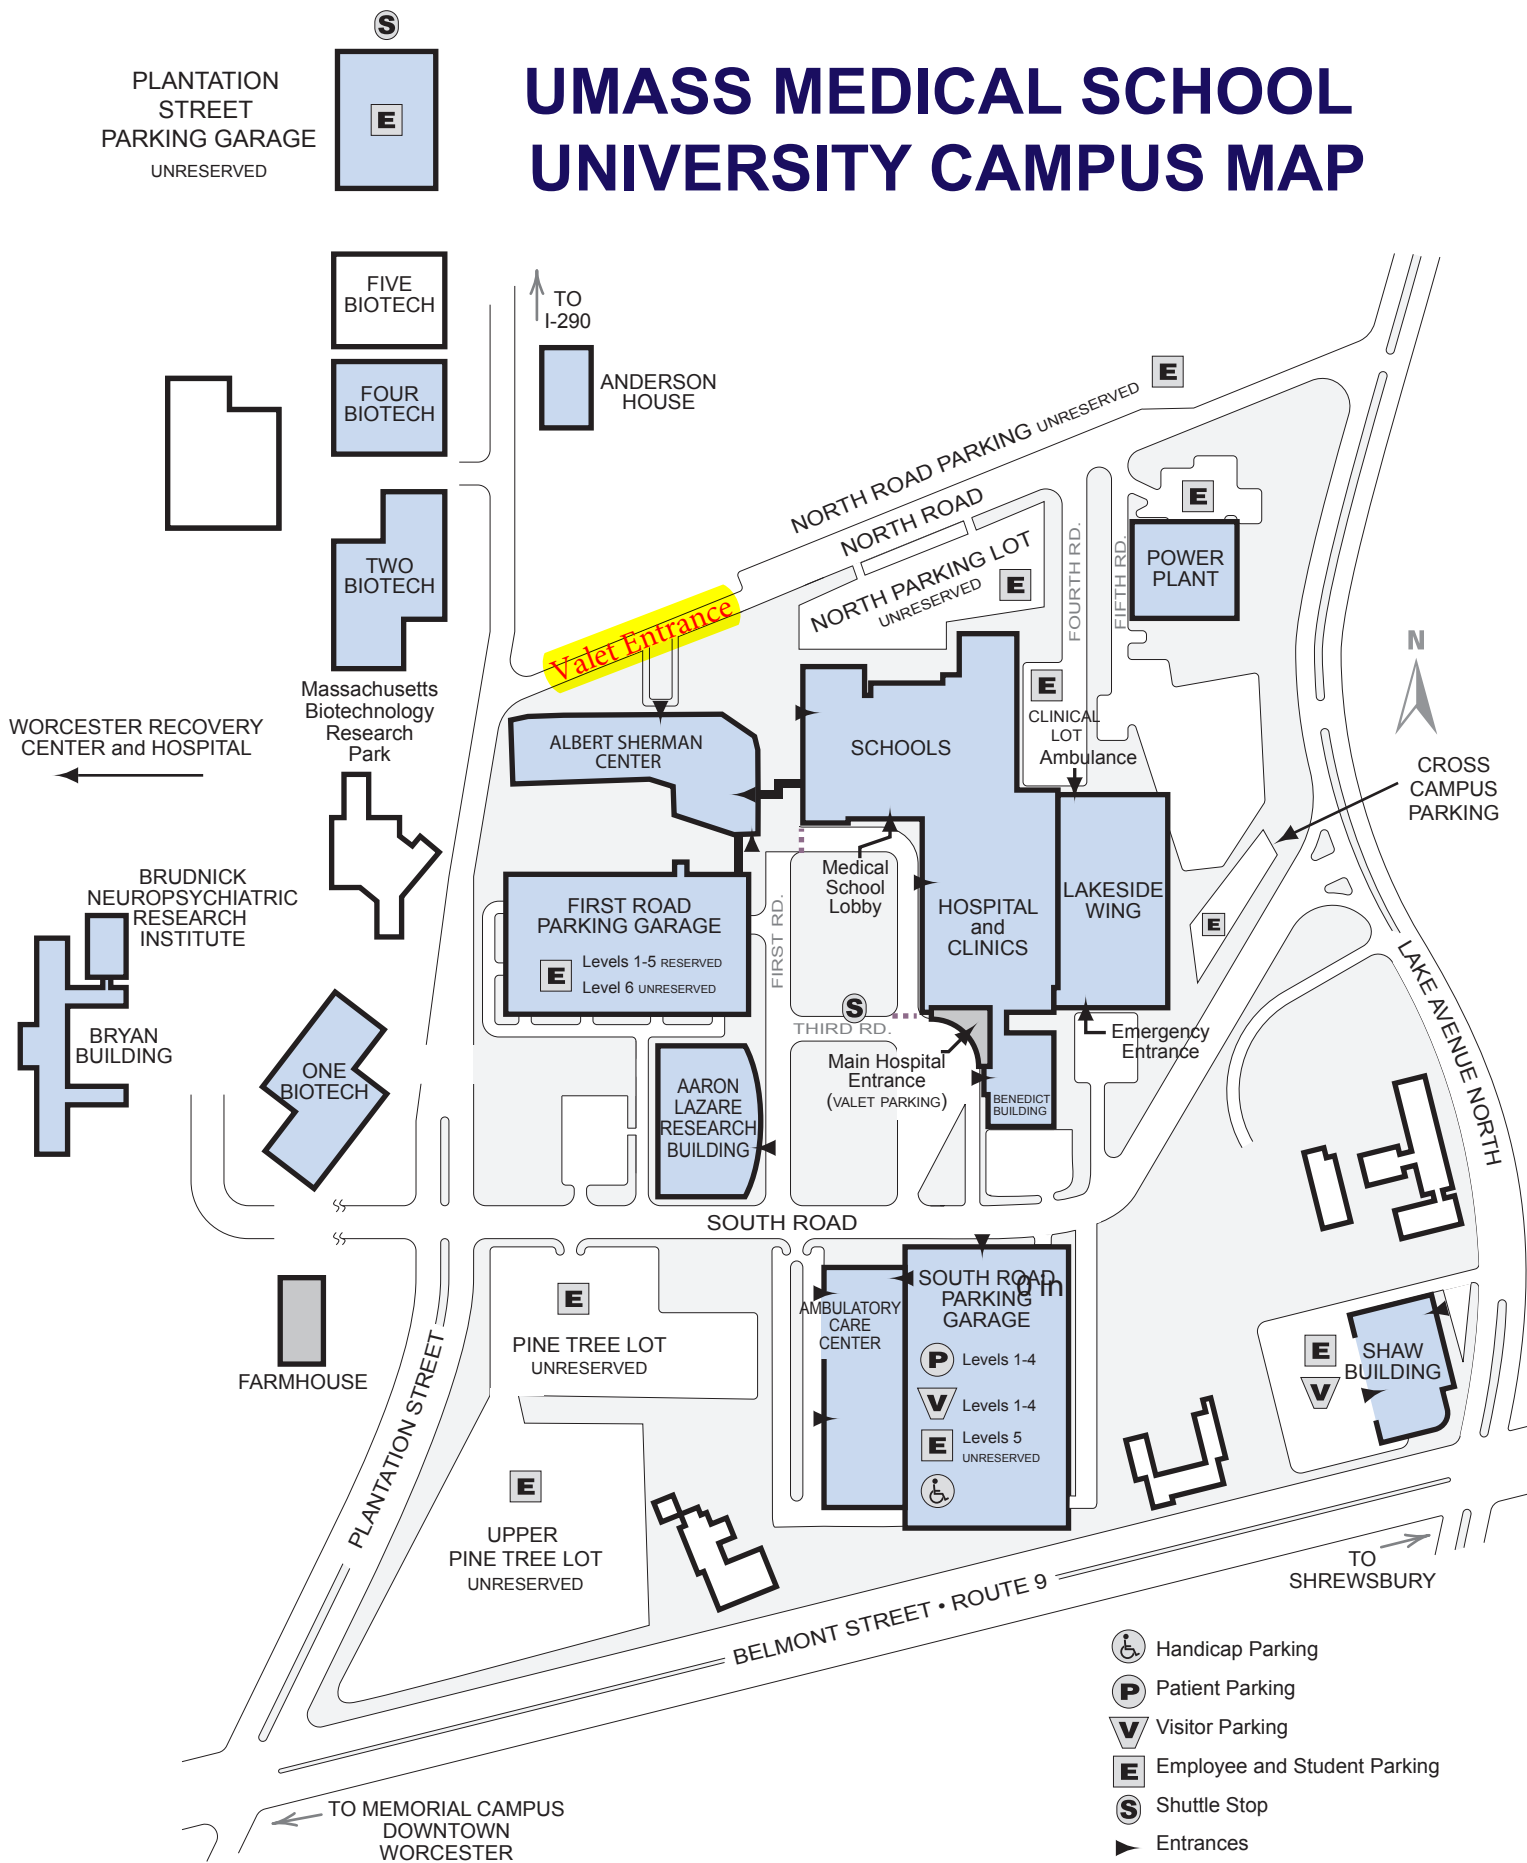 S
PLANTATION
STREET
PARKING GARAGE
UNRESERVED
E
UMASS MEDICAL SCHOOL
UNIVERSITY CAMPUS MAP
FIVE
BIOTECH
TO
I-290
FOUR
BIOTECH
ANDERSON
HOUSE
E
NORTH ROAD PARKING UNRESERVED
NORTH ROAD
NORTH PARKING LOT
UNRESERVED
E
FOURTH RD.
FIFTH RD.
E
POWER
PLANT
TWO
BIOTECH
Valet Entrance
N
Massachusetts
Biotechnology
Research
Park
WORCESTER RECOVERY
CENTER and HOSPITAL
ALBERT SHERMAN
CENTER
SCHOOLS
E
CLINICAL
LOT
Ambulance
CROSS
CAMPUS
PARKING
BRUDNICK
NEUROPSYCHIATRIC
RESEARCH
INSTITUTE
BRYAN
BUILDING
ONE
BIOTECH
FIRST ROAD
PARKING GARAGE
E
Levels 1-5 RESERVED
Level 6 UNRESERVED
FIRST RD.
Medical
School
Lobby
HOSPITAL
and
CLINICS
LAKESIDE
WING
E
LAKE AVENUE NORTH
S
THIRD RD.
Main Hospital
Entrance
(VALET PARKING)
Emergency
Entrance
BENEDICT
BUILDING
AARON
LAZARE
RESEARCH
BUILDING
SOUTH ROAD
FARMHOUSE
PLANTATION STREET
E
PINE TREE LOT
UNRESERVED
AMBULATORY
CARE
CENTER
SOUTH ROAD
PARKING
GARAGE
0 in
P Levels 1-4
V Levels 1-4
E Levels 5
UNRESERVED
E
V
SHAW
BUILDING
E
UPPER
PINE TREE LOT
UNRESERVED
BELMONT STREET • ROUTE 9
TO
SHREWSBURY
Handicap Parking
P Patient Parking
V Visitor Parking
E Employee and Student Parking
S Shuttle Stop
Entrances
TO MEMORIAL CAMPUS
DOWNTOWN
WORCESTER